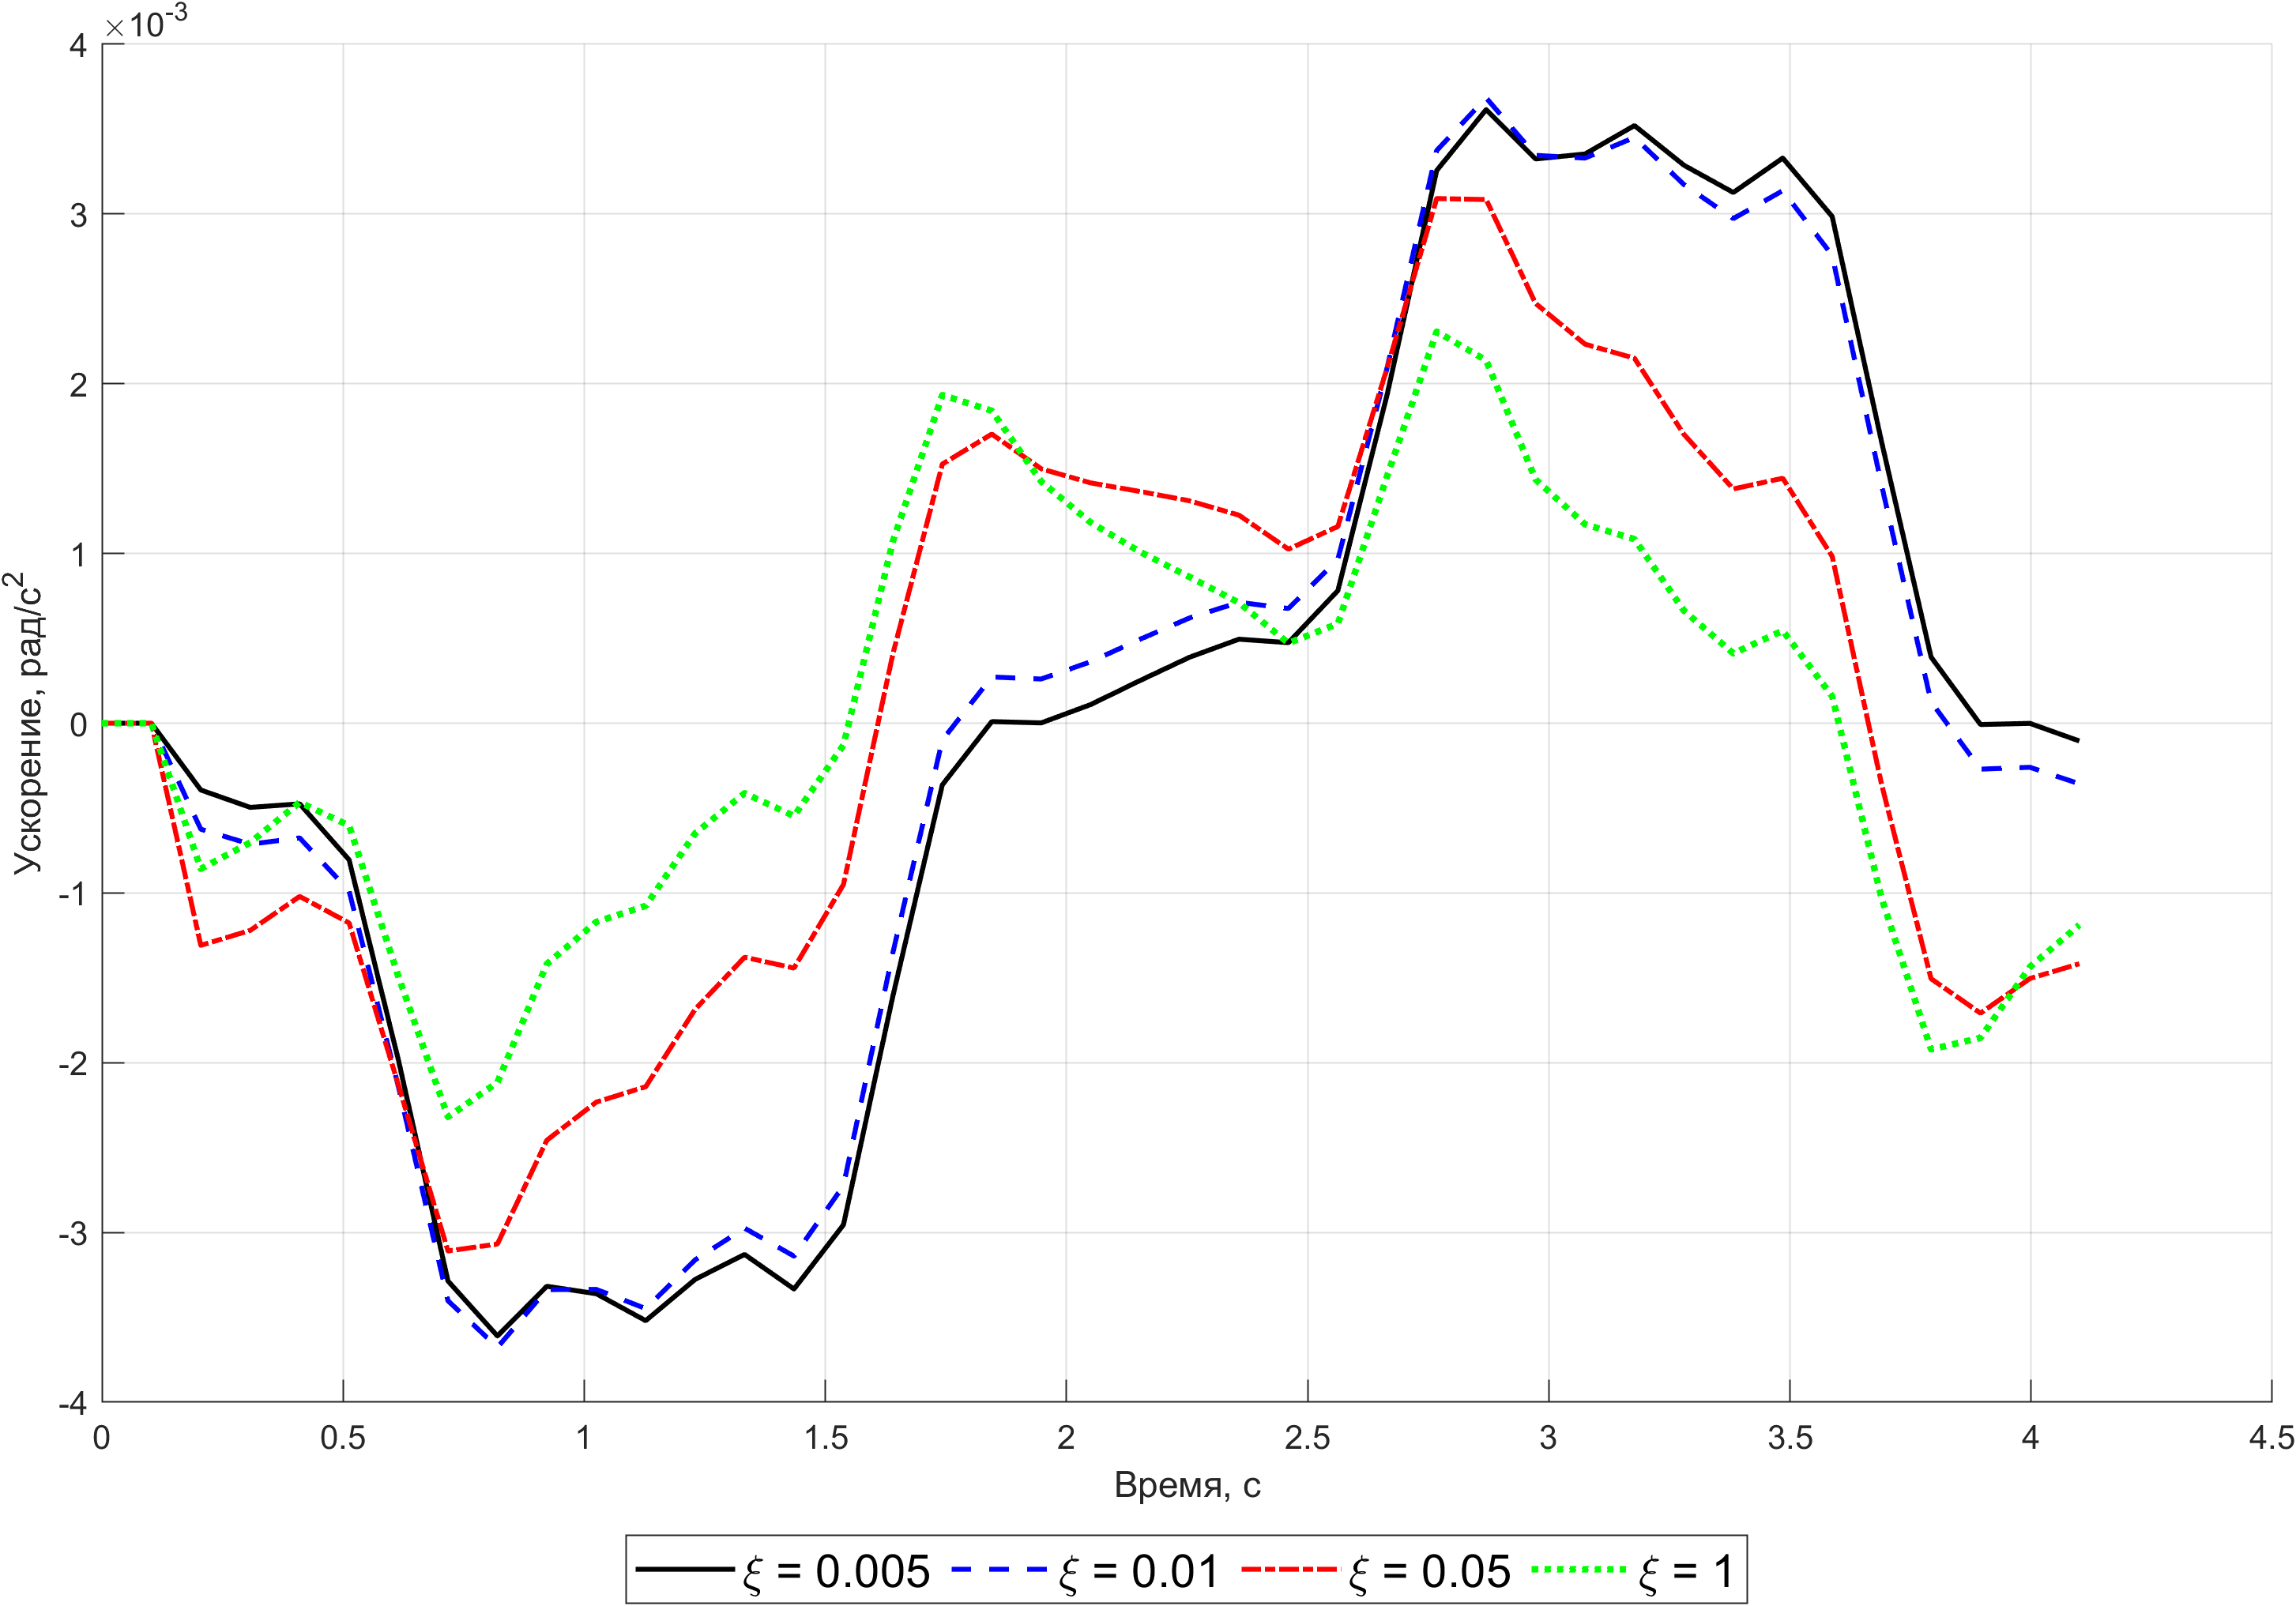 ×10⁻³
4
3
2
1
0
-1
-2
-3
-4
Ускорение, рад/с²
0 0.5 1 1.5 2 2.5 3 3.5 4 4.5
Время, с
ξ = 0.005 ξ = 0.01 ξ = 0.05 ξ = 1